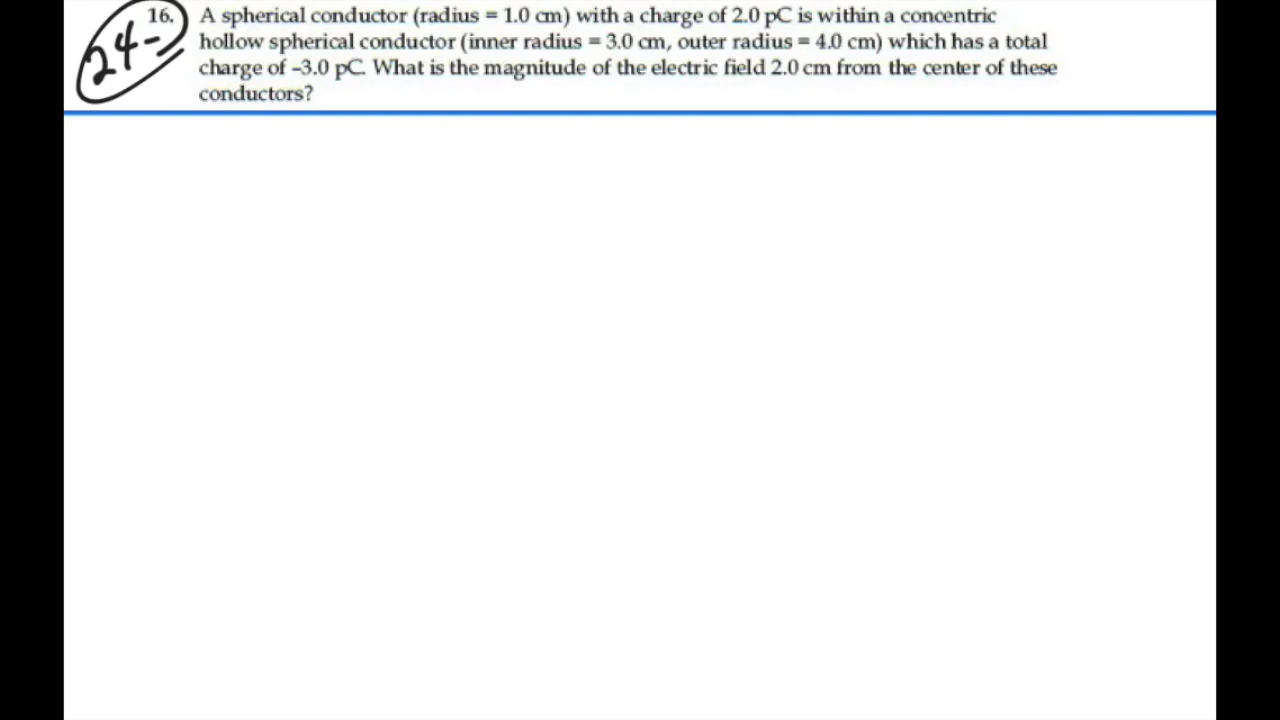 24-
16. A spherical conductor (radius = 1.0 cm) with a charge of 2.0 pC is within a concentric
hollow spherical conductor (inner radius = 3.0 cm, outer radius = 4.0 cm) which has a total
charge of –3.0 pC. What is the magnitude of the electric field 2.0 cm from the center of these
conductors?